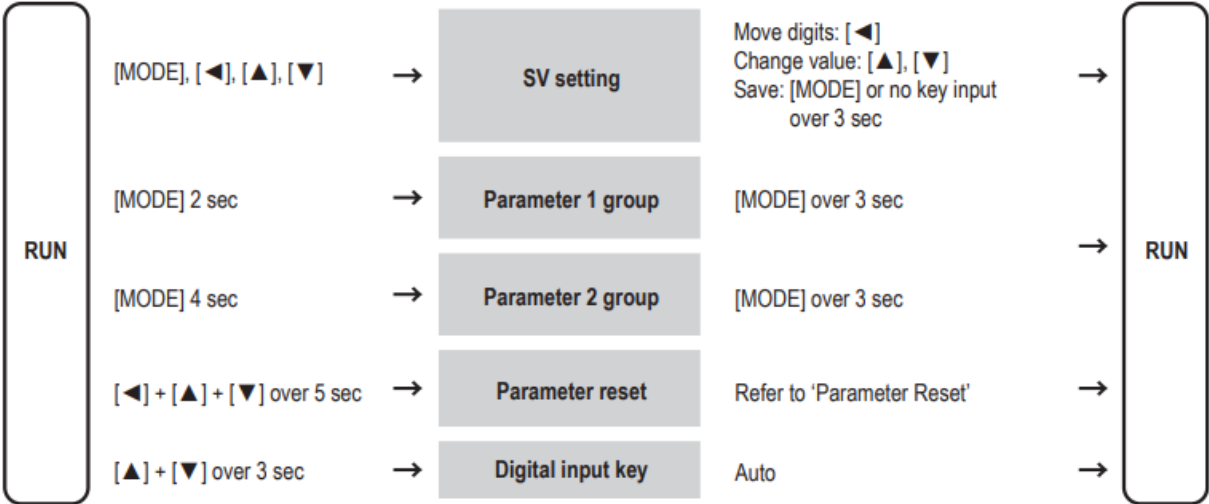 RUN
[MODE], [◄], [▲], [▼] → SV setting
Move digits: [◄]
Change value: [▲], [▼]
Save: [MODE] or no key input
over 3 sec
→
[MODE] 2 sec → Parameter 1 group [MODE] over 3 sec
→
[MODE] 4 sec → Parameter 2 group [MODE] over 3 sec
[◄] + [▲] + [▼] over 5 sec → Parameter reset Refer to ‘Parameter Reset’ →
[▲] + [▼] over 3 sec → Digital input key Auto →
RUN